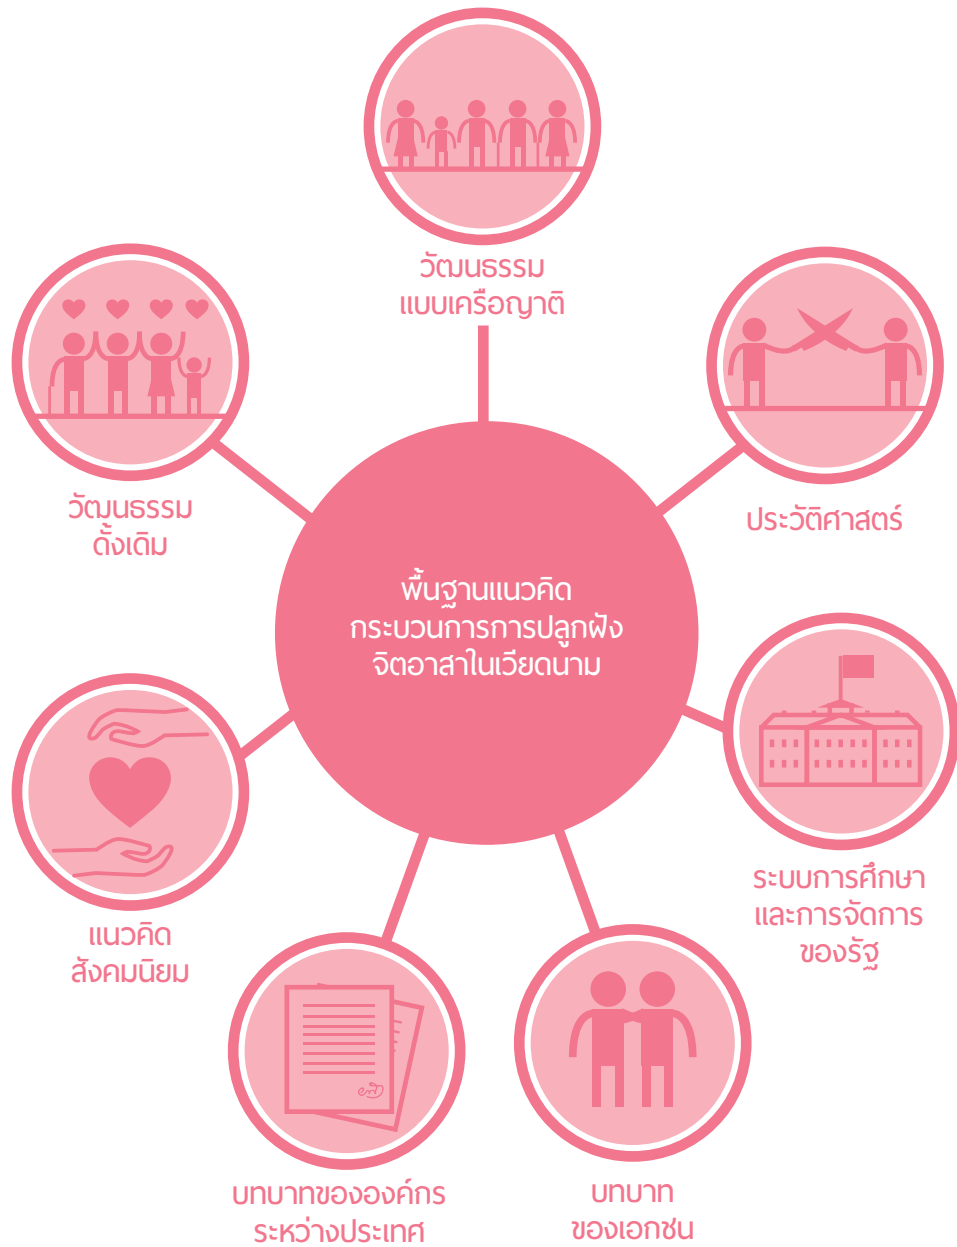 วัฒนธรรม
แบบเครือญาติ
วัฒนธรรม
ดั้งเดิม
ประวัติศาสตร์
พื้นฐานแนวคิด
กระบวนการการปลูกฝัง
จิตอาสาในเวียดนาม
ระบบการศึกษา
และการจัดการ
ของรัฐ
แนวคิด
สังคมนิยม
บทบาทขององค์กร
ระหว่างประเทศ
บทบาท
ของเอกชน